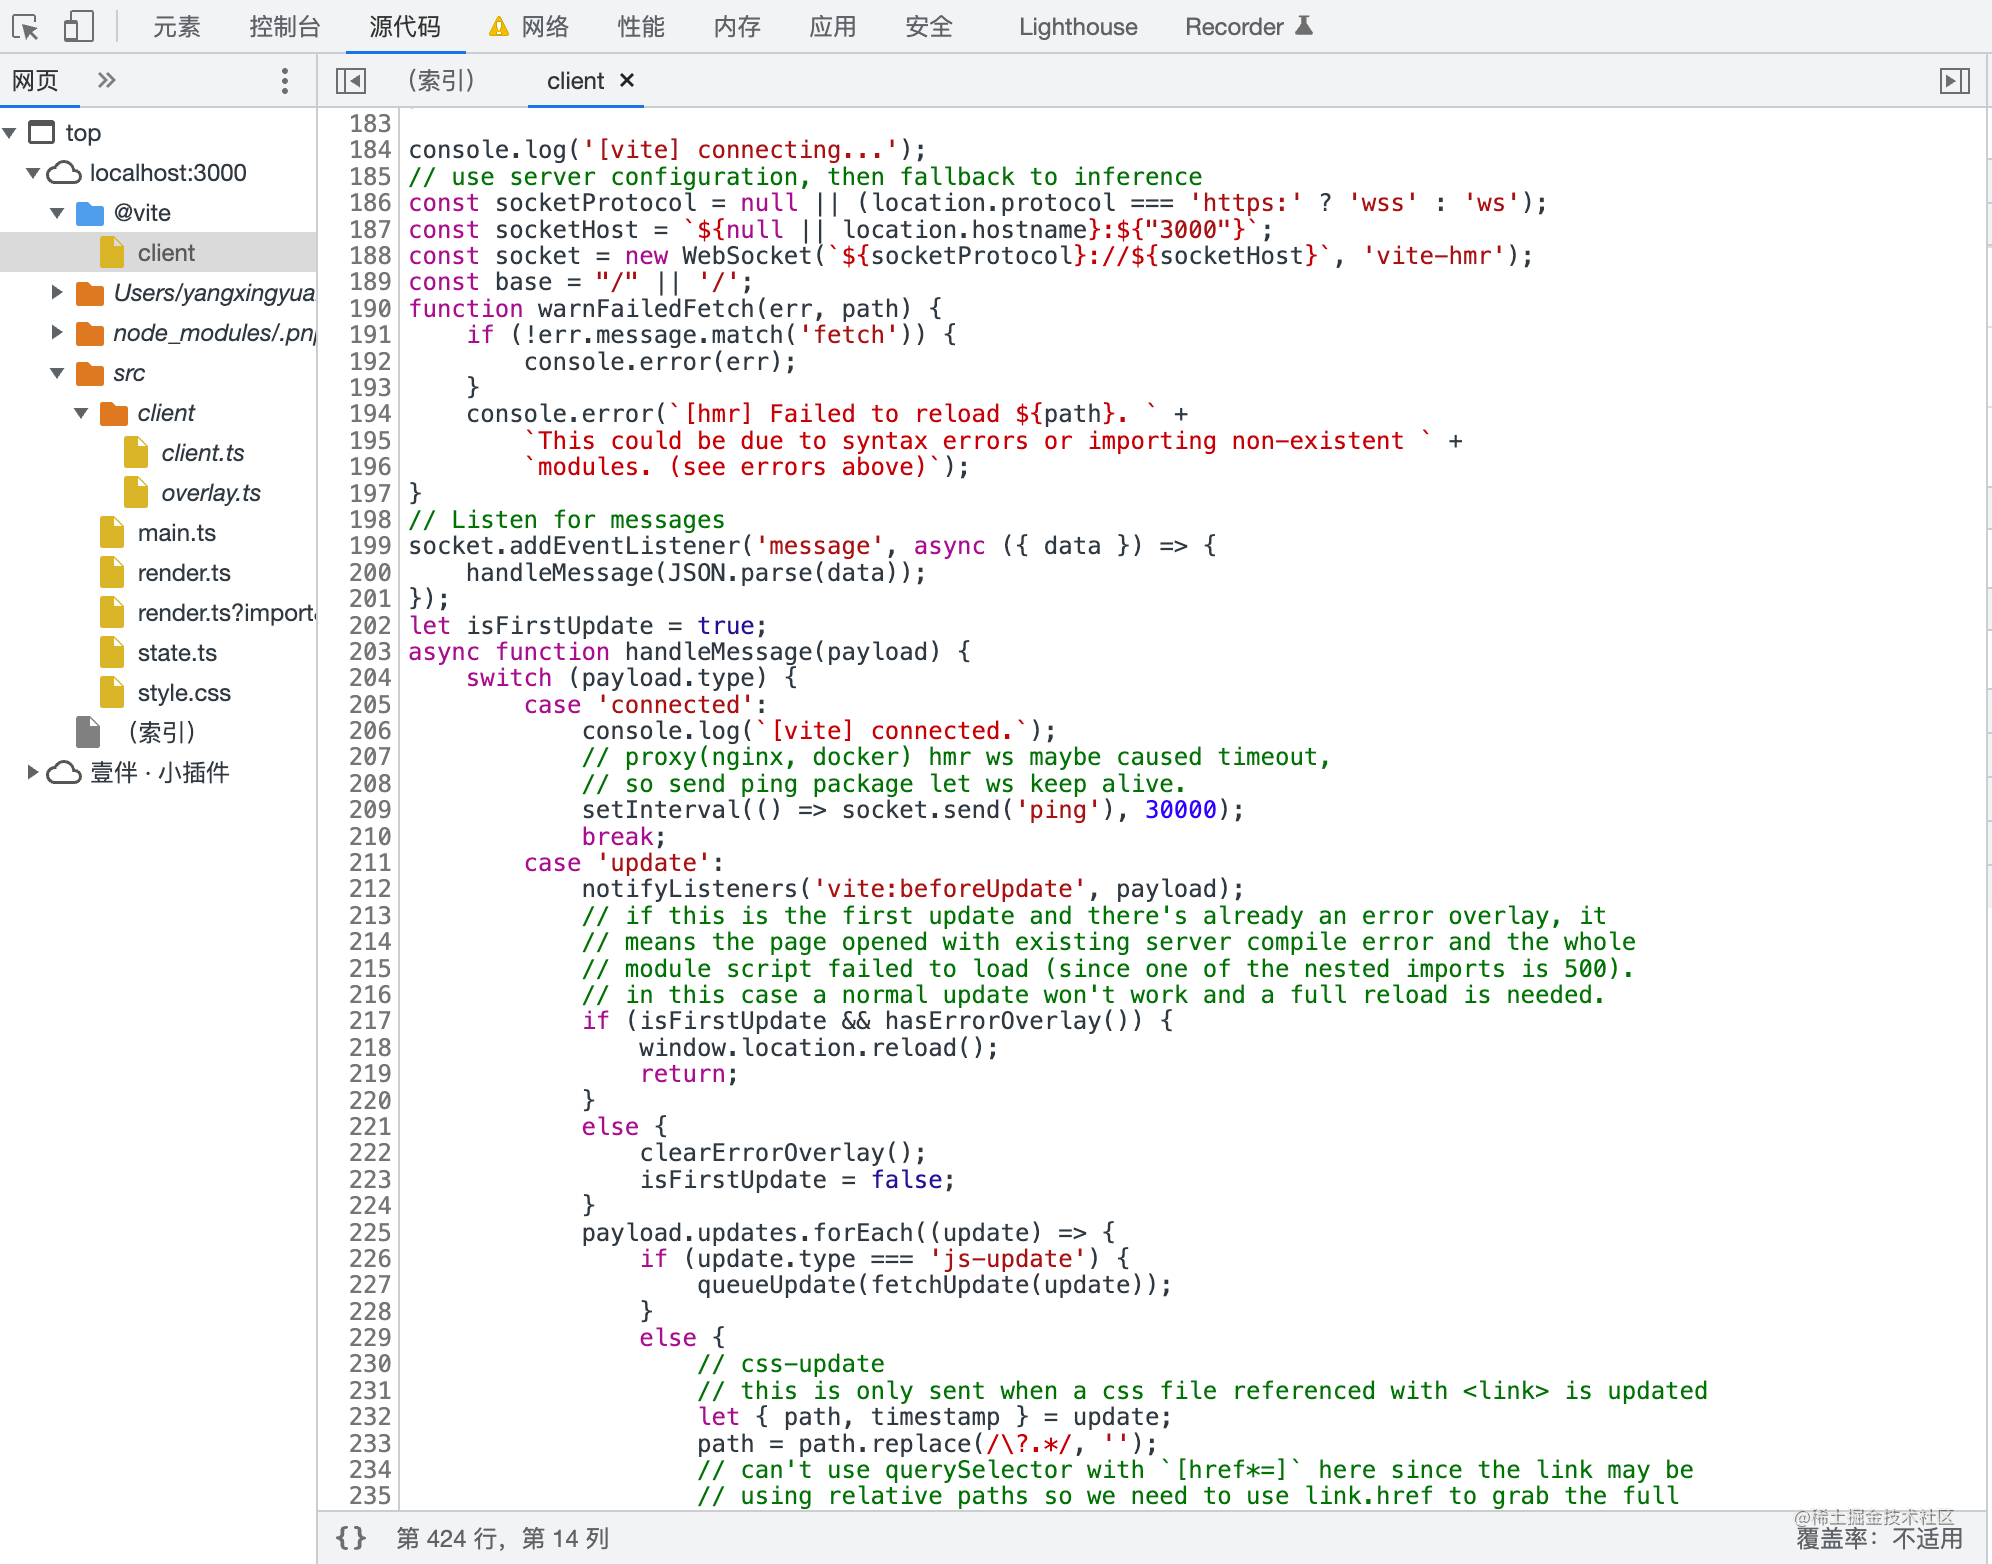 元素 控制台 源代码 网络 性能 内存 应用 安全 Lighthouse Recorder
网页 (索引) client ×
top
localhost:3000
@vite
client
Users/yangxingyua
node_modules/.pn
src
client
client.ts
overlay.ts
main.ts
render.ts
render.ts?import
state.ts
style.css
(索引)
壹伴 · 小插件
183
184 console.log('[vite] connecting...');
185 // use server configuration, then fallback to inference
186 const socketProtocol = null || (location.protocol === 'https:' ? 'wss' : 'ws');
187 const socketHost = `${null || location.hostname}:${"3000"}`;
188 const socket = new WebSocket(`${socketProtocol}://${socketHost}`, 'vite-hmr');
189 const base = "/" || '/';
190 function warnFailedFetch(err, path) {
191     if (!err.message.match('fetch')) {
192         console.error(err);
193     }
194     console.error(`[hmr] Failed to reload ${path}. ` +
195         `This could be due to syntax errors or importing non-existent ` +
196         `modules. (see errors above)`);
197 }
198 // Listen for messages
199 socket.addEventListener('message', async ({ data }) => {
200     handleMessage(JSON.parse(data));
201 });
202 let isFirstUpdate = true;
203 async function handleMessage(payload) {
204     switch (payload.type) {
205         case 'connected':
206             console.log(`[vite] connected.`);
207             // proxy(nginx, docker) hmr ws maybe caused timeout,
208             // so send ping package let ws keep alive.
209             setInterval(() => socket.send('ping'), 30000);
210             break;
211         case 'update':
212             notifyListeners('vite:beforeUpdate', payload);
213             // if this is the first update and there's already an error overlay, it
214             // means the page opened with existing server compile error and the whole
215             // module script failed to load (since one of the nested imports is 500).
216             // in this case a normal update won't work and a full reload is needed.
217             if (isFirstUpdate && hasErrorOverlay()) {
218                 window.location.reload();
219                 return;
220             }
221             else {
222                 clearErrorOverlay();
223                 isFirstUpdate = false;
224             }
225             payload.updates.forEach((update) => {
226                 if (update.type === 'js-update') {
227                     queueUpdate(fetchUpdate(update));
228                 }
229                 else {
230                     // css-update
231                     // this is only sent when a css file referenced with <link> is updated
232                     let { path, timestamp } = update;
233                     path = path.replace(/\?.*/, '');
234                     // can't use querySelector with `[href*=]` here since the link may be
235                     // using relative paths so we need to use link.href to grab the full
@稀土掘金技术社区
{} 第 424 行，第 14 列 覆盖率：不适用